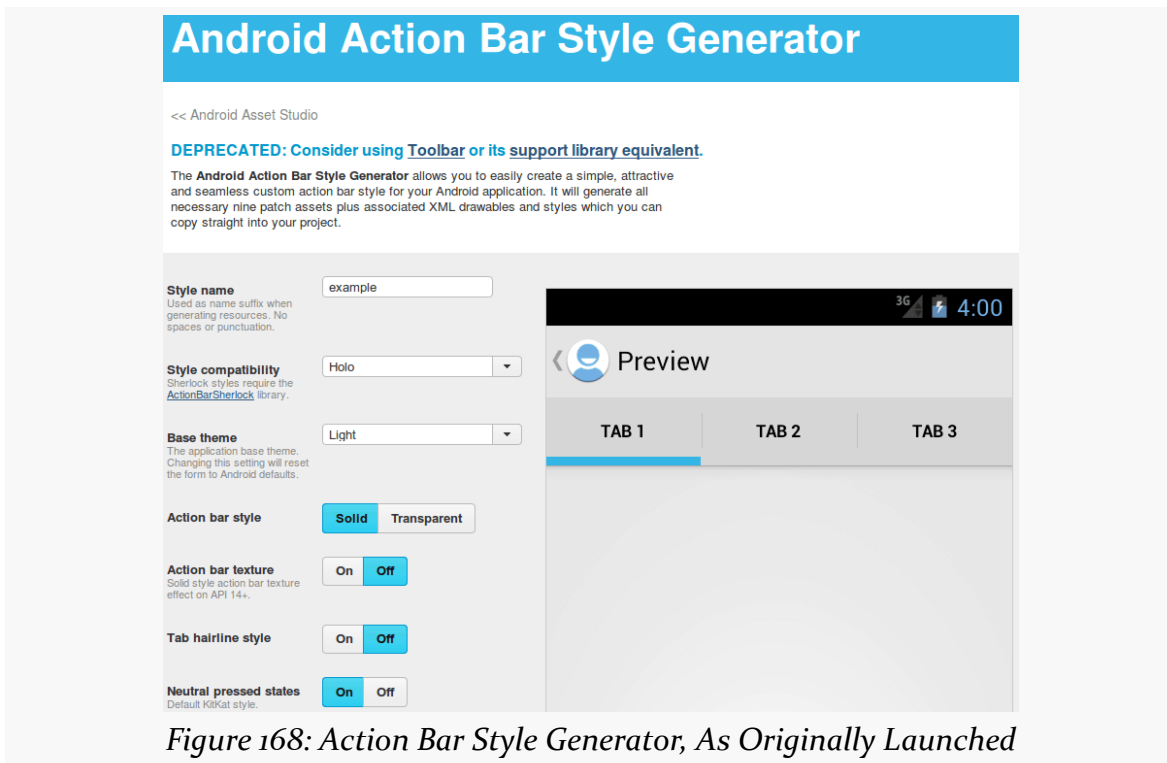 Android Action Bar Style Generator
<< Android Asset Studio
DEPRECATED: Consider using Toolbar or its support library equivalent.
The Android Action Bar Style Generator allows you to easily create a simple, attractive
and seamless custom action bar style for your Android application. It will generate all
necessary nine patch assets plus associated XML drawables and styles which you can
copy straight into your project.
Style name
Used as name suffix when
generating resources. No
spaces or punctuation.
example
Style compatibility
Sherlock styles require the
ActionBarSherlock library.
Holo
Base theme
The application base theme.
Changing this setting will reset
the form to Android defaults.
Light
Action bar style
Solid Transparent
Action bar texture
Solid style action bar texture
effect on API 14+.
On Off
Tab hairline style
On Off
Neutral pressed states
Default KitKat style.
On Off
3G 4:00
Preview
TAB 1 TAB 2 TAB 3
Figure 168: Action Bar Style Generator, As Originally Launched